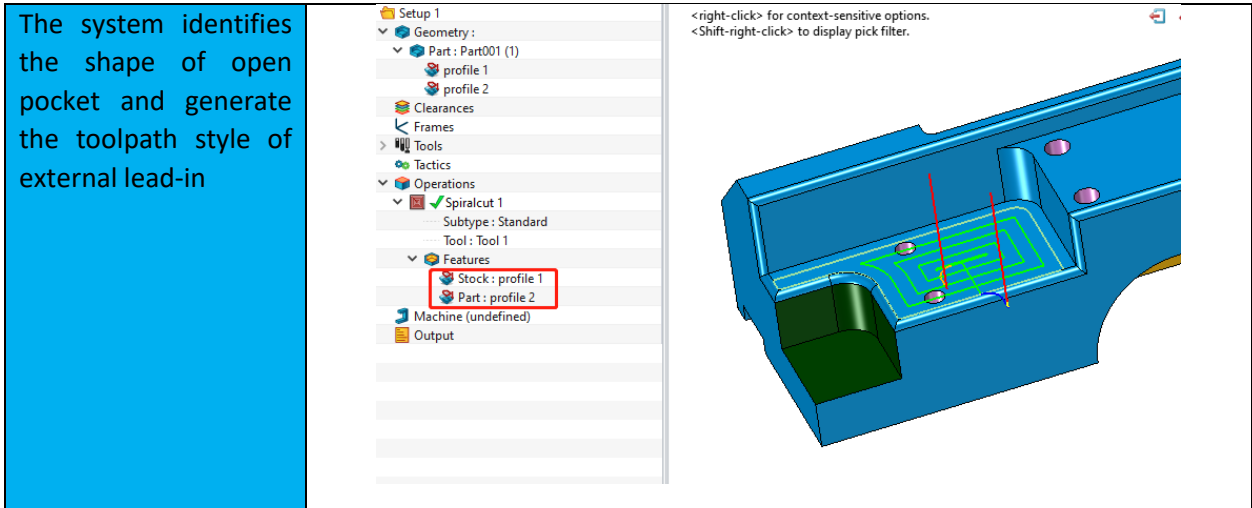 The system identifies
the shape of open
pocket and generate
the toolpath style of
external lead-in
Setup 1
Geometry :
Part : Part001 (1)
profile 1
profile 2
Clearances
Frames
Tools
Tactics
Operations
Spiralcut 1
Subtype : Standard
Tool : Tool 1
Features
Stock : profile 1
Part : profile 2
Machine (undefined)
Output
<right-click> for context-sensitive options.
<Shift-right-click> to display pick filter.